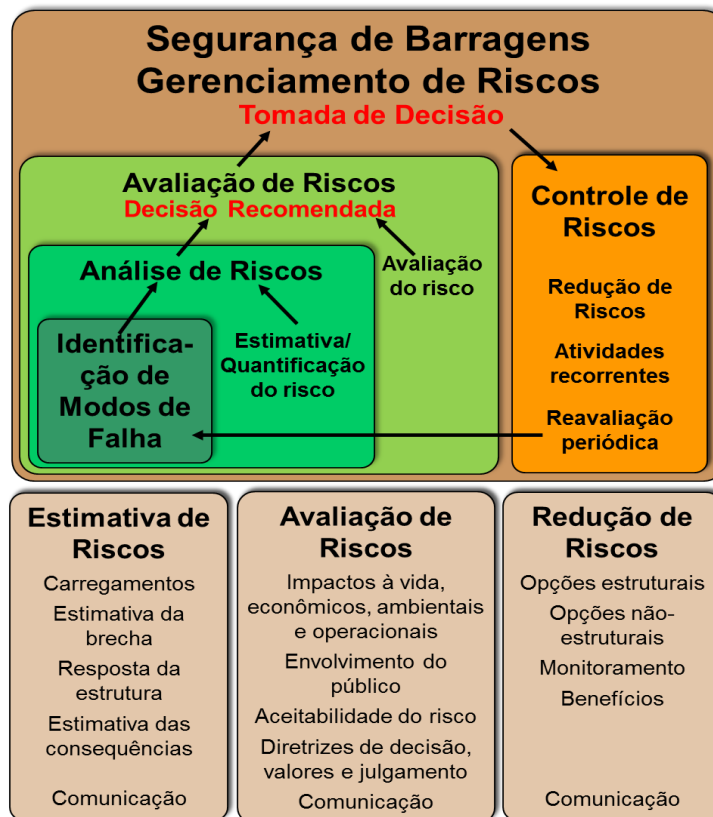 Segurança de Barragens
Gerenciamento de Riscos
Tomada de Decisão
Avaliação de Riscos
Decisão Recomendada
Análise de Riscos
Identifica-
ção de
Modos de
Falha
Estimativa/
Quantificação
do risco
Avaliação
do risco
Controle de
Riscos
Redução de
Riscos
Atividades
recorrentes
Reavaliação
periódica
Estimativa de
Riscos
Carregamentos
Estimativa da
brecha
Resposta da
estrutura
Estimativa das
consequências
Comunicação
Avaliação de
Riscos
Impactos à vida,
econômicos, ambientais
e operacionais
Envolvimento do
público
Aceitabilidade do risco
Diretrizes de decisão,
valores e julgamento
Comunicação
Redução de
Riscos
Opções estruturais
Opções não-
estruturais
Monitoramento
Benefícios
Comunicação